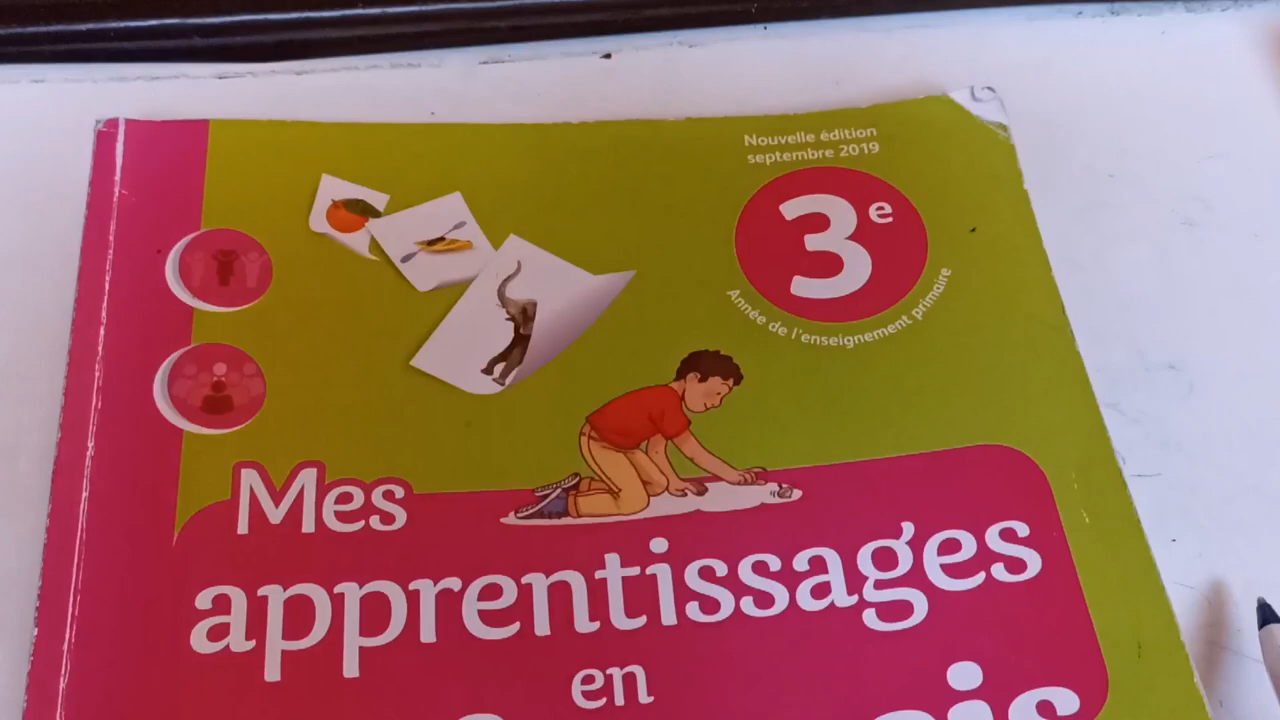 Nouvelle édition
septembre 2019
3e
Année de l'enseignement primaire
Mes
apprentissages
en